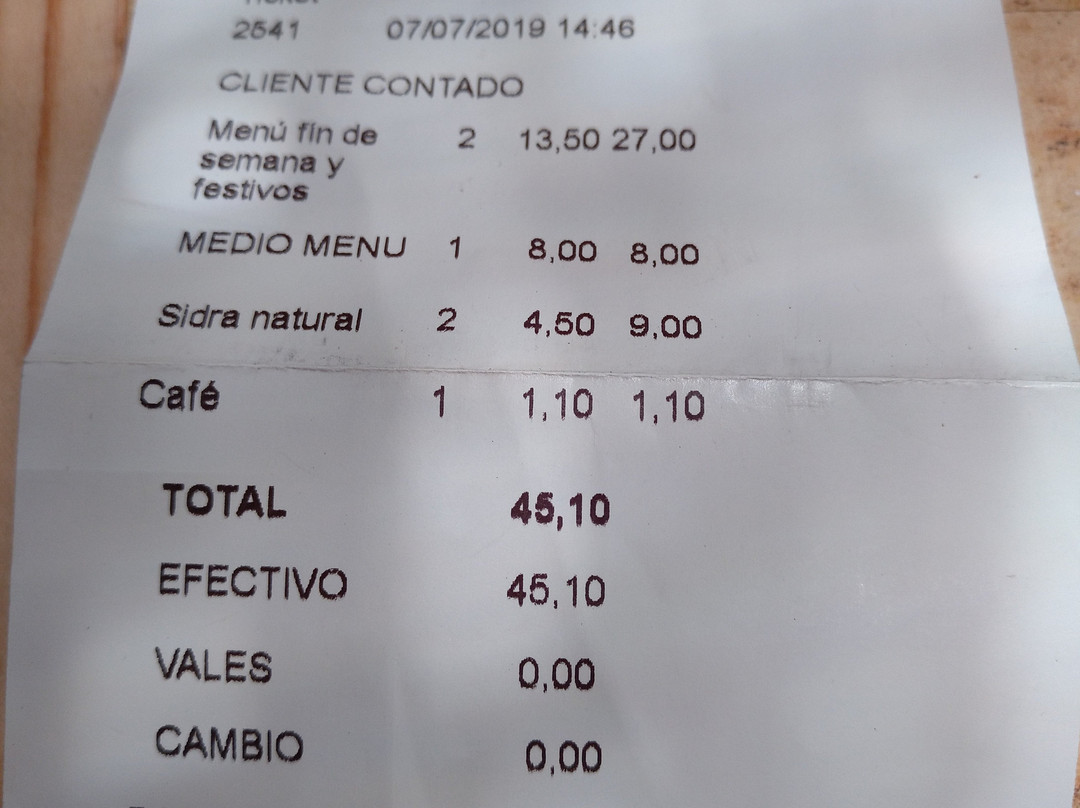 2541 07/07/2019 14:46
CLIENTE CONTADO
Menú fin de 2 13,50 27,00
semana y
festivos
MEDIO MENU 1 8,00 8,00
Sidra natural 2 4,50 9,00
Café 1 1,10 1,10
TOTAL 45,10
EFECTIVO 45,10
VALES 0,00
CAMBIO 0,00